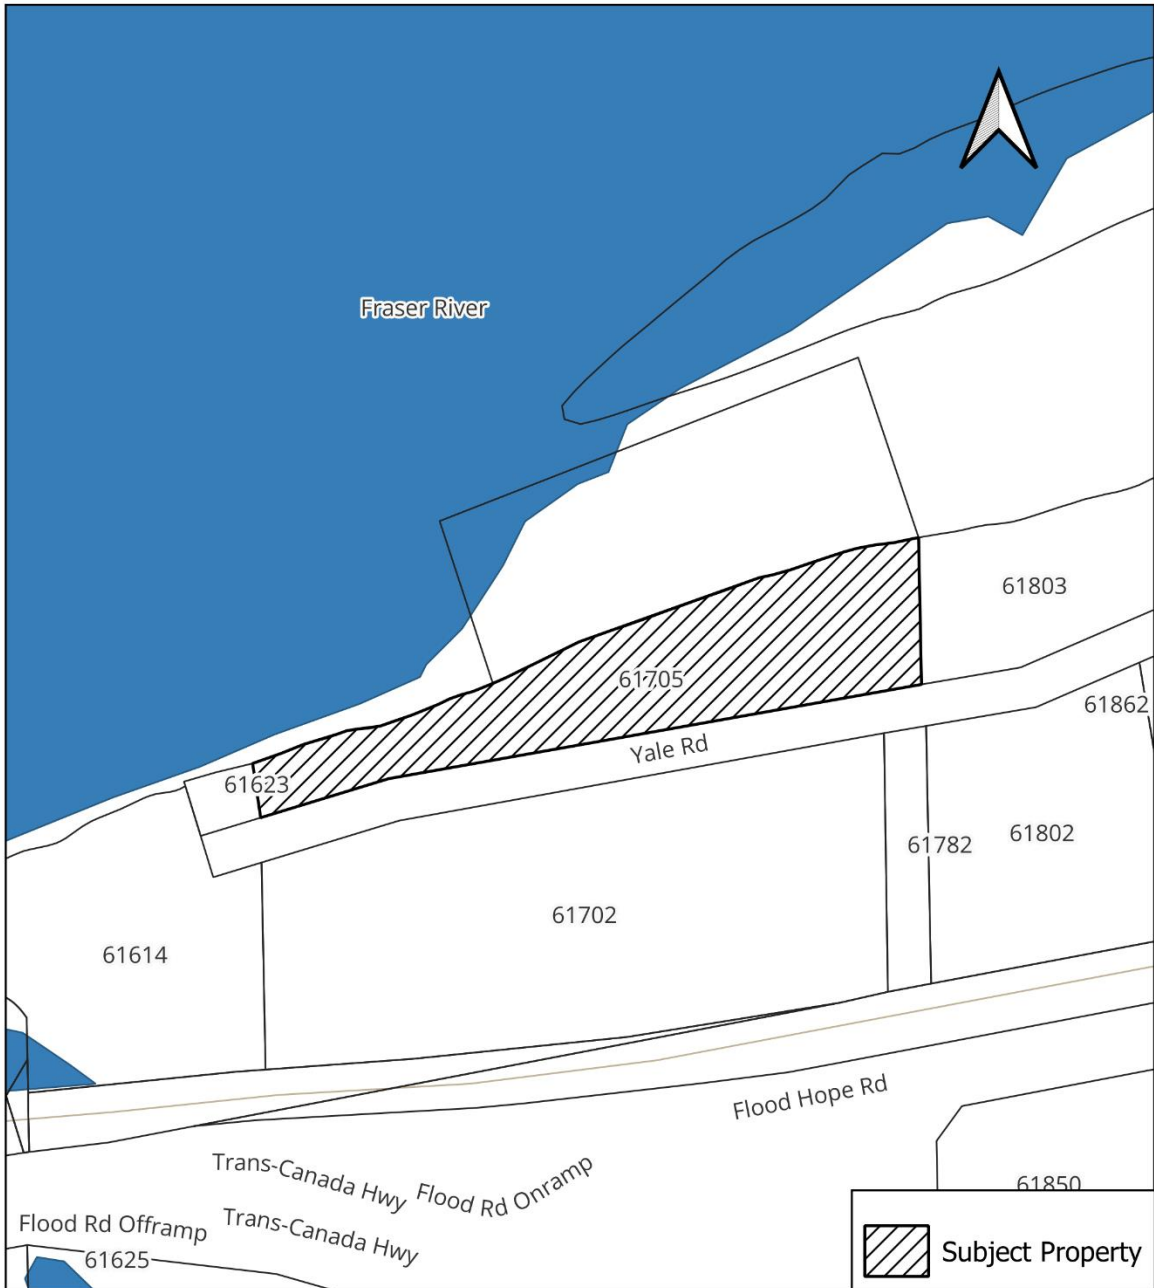 Fraser River
61803
61705
61862
Yale Rd
61623
61802
61782
61702
61614
Flood Hope Rd
Trans-Canada Hwy
Flood Rd Onramp
61850
Flood Rd Offramp
Trans-Canada Hwy
61625
Subject Property